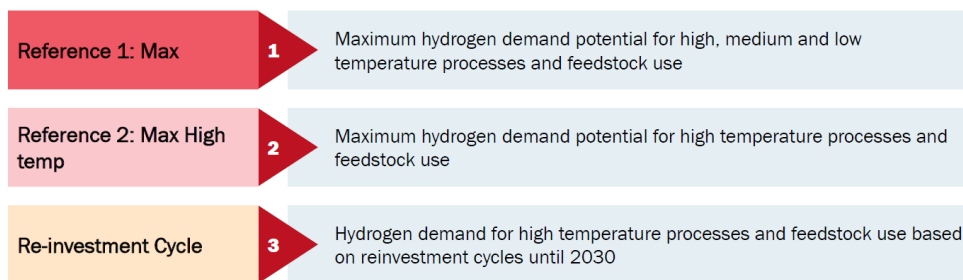 Reference 1: Max
1
Maximum hydrogen demand potential for high, medium and low
temperature processes and feedstock use
Reference 2: Max High
temp
2
Maximum hydrogen demand potential for high temperature processes and
feedstock use
Re-investment Cycle
3
Hydrogen demand for high temperature processes and feedstock use based
on reinvestment cycles until 2030